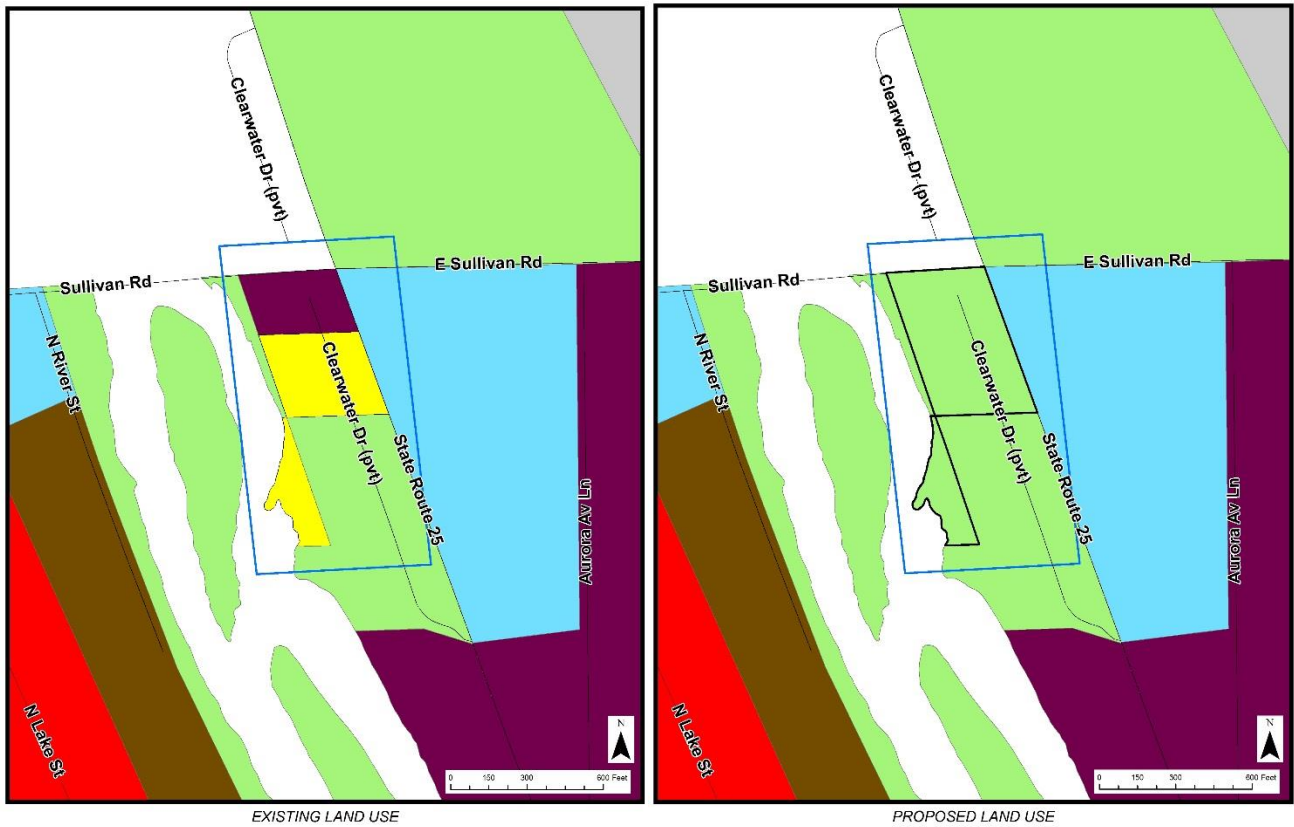 Clearwater Dr (pvt)
E Sullivan Rd
Sullivan Rd
N River St
Clearwater Dr (pvt)
State Route 25
Aurora Av Ln
N Lake St
N
0 150 300 600 Feet
EXISTING LAND USE
Clearwater Dr (pvt)
E Sullivan Rd
Sullivan Rd
N River St
Clearwater Dr (pvt)
State Route 25
Aurora Av Ln
N Lake St
N
0 150 300 600 Feet
PROPOSED LAND USE